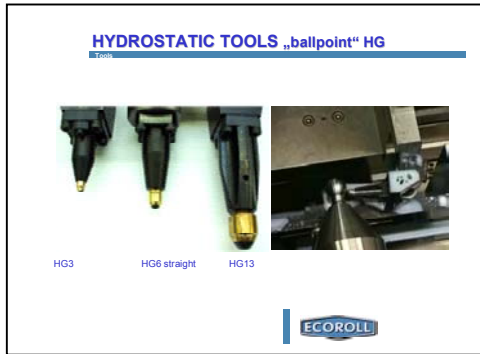 HYDROSTATIC TOOLS „ballpoint“ HG
Tools
HG3 HG6 straight HG13
ECOROLL